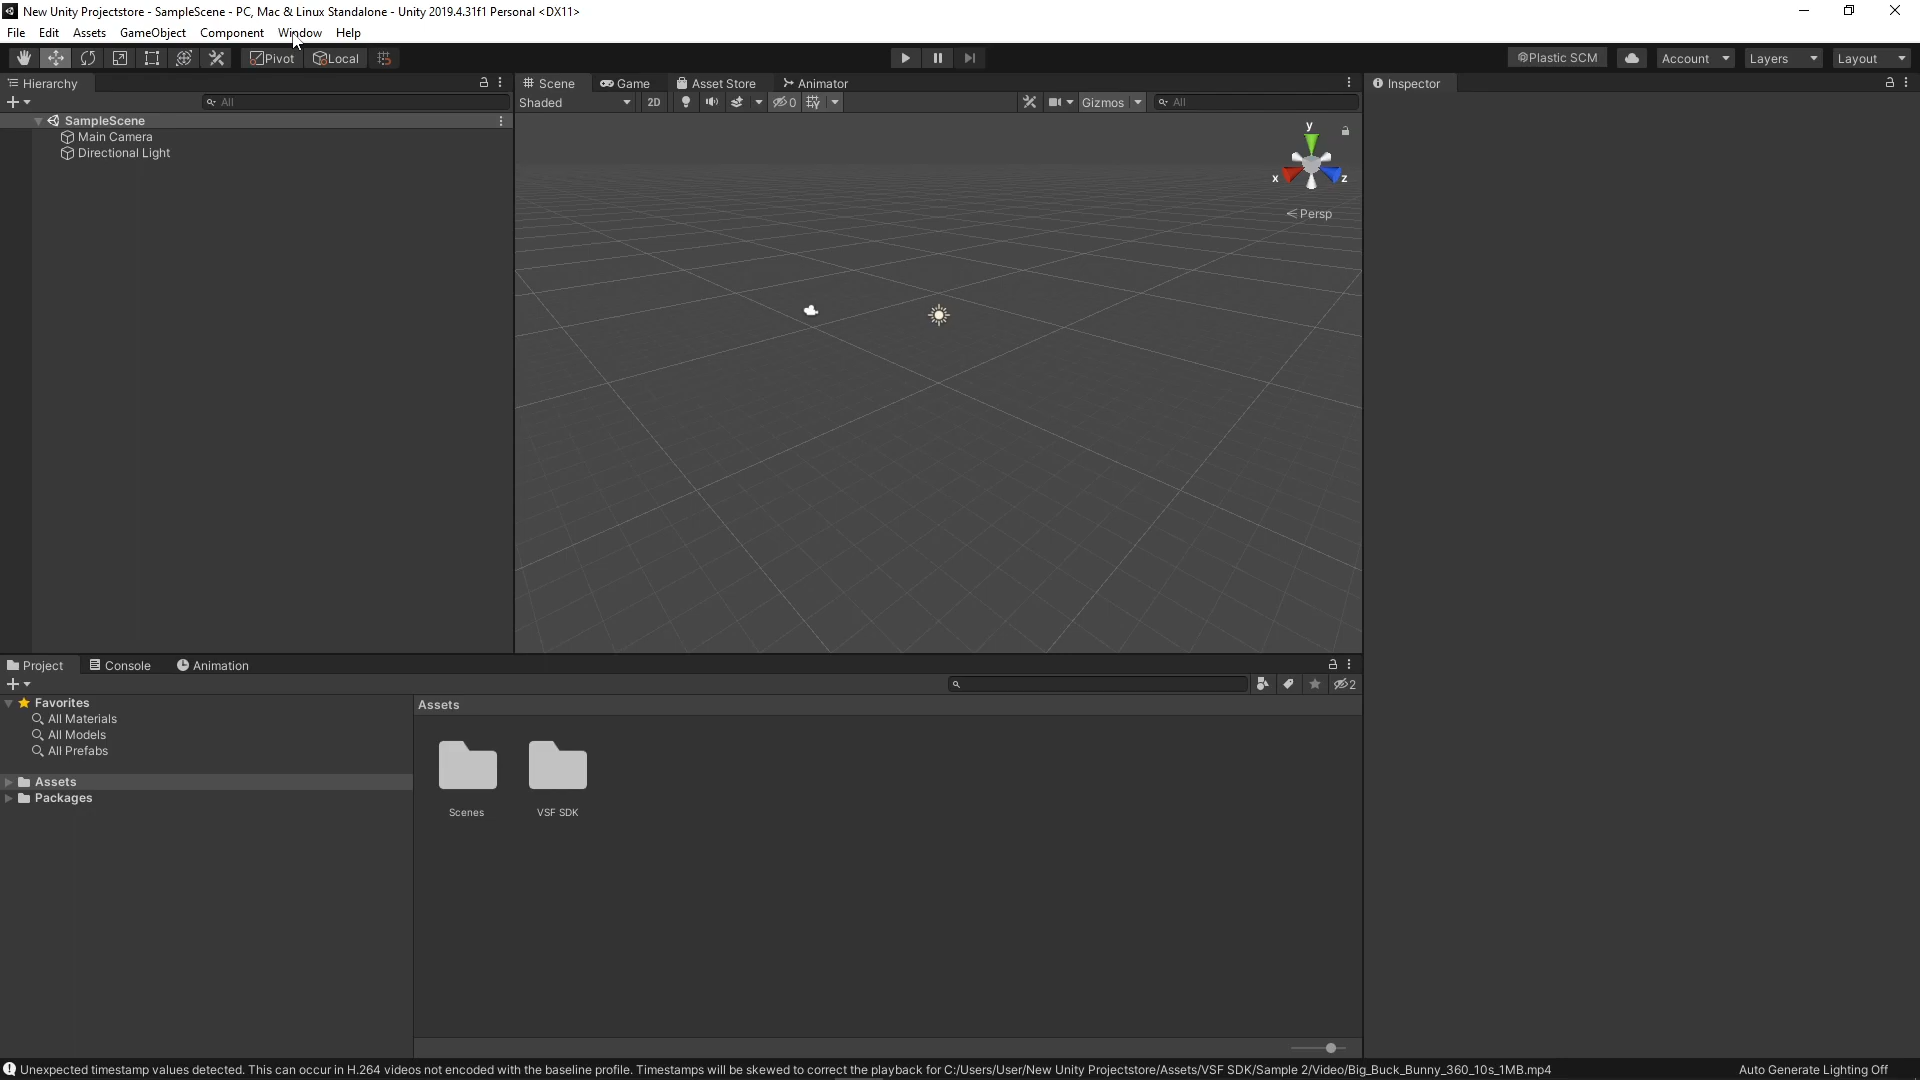 New Unity Projectstore - SampleScene - PC, Mac & Linux Standalone - Unity 2019.4.31f1 Personal <DX11>
File Edit Assets GameObject Component Window Help
Pivot Local Plastic SCM Account Layers Layout
Hierarchy Scene Game Asset Store Animator Inspector
All Shaded 2D 0 Gizmos All
SampleScene
Main Camera
Directional Light
y
x z
Persp
Project Console Animation
2
Favorites
All Materials
All Models
All Prefabs
Assets
Packages
Assets
Scenes VSF SDK
Unexpected timestamp values detected. This can occur in H.264 videos not encoded with the baseline profile. Timestamps will be skewed to correct the playback for C:/Users/User/New Unity Projectstore/Assets/VSF SDK/Sample 2/Video/Big_Buck_Bunny_360_10s_1MB.mp4
Auto Generate Lighting Off